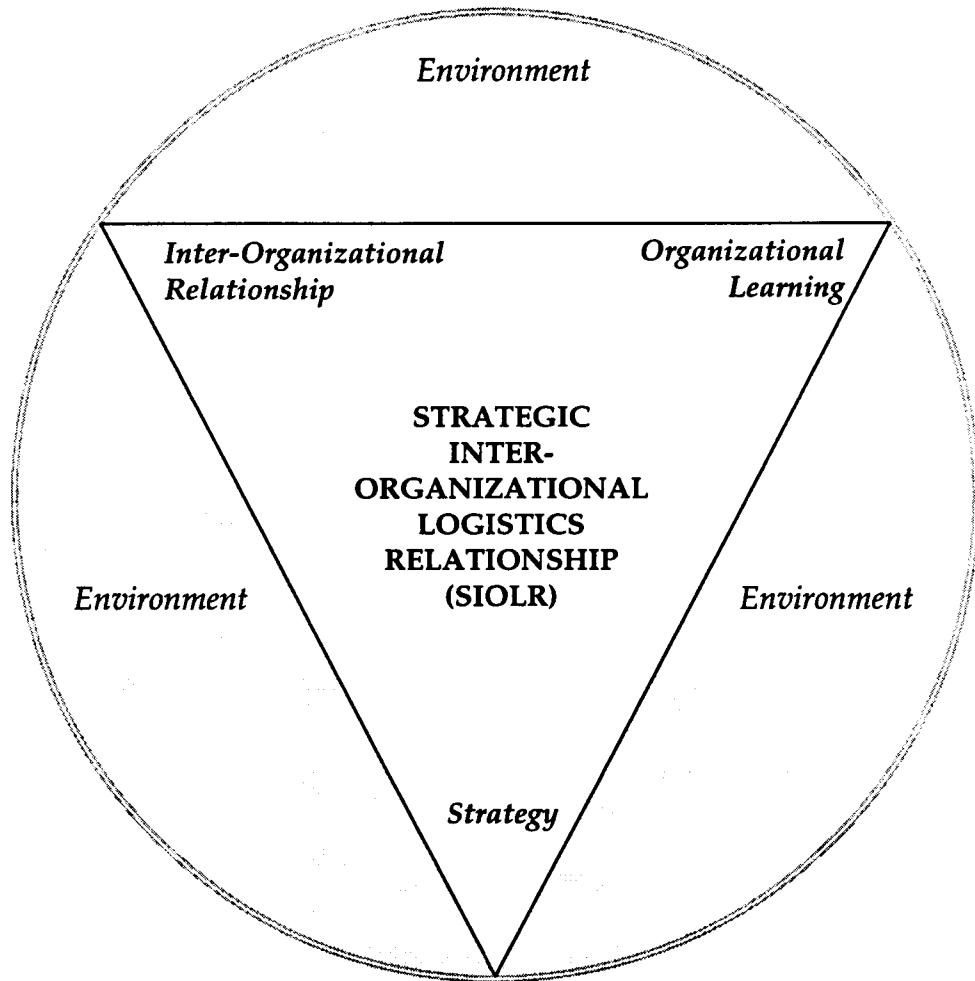 Environment
Inter-Organizational
Relationship
Organizational
Learning
STRATEGIC
INTER-
ORGANIZATIONAL
LOGISTICS
RELATIONSHIP
(SIOLR)
Environment
Environment
Strategy